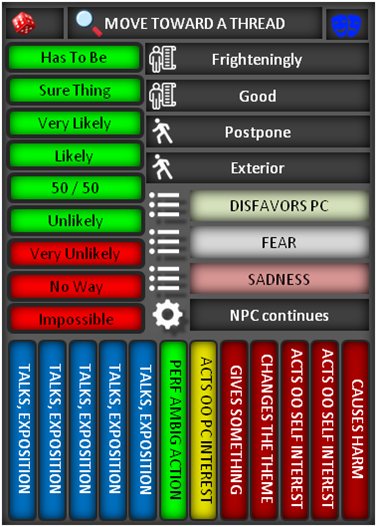 MOVE TOWARD A THREAD
Has To Be
Frighteningly
Sure Thing
Good
Very Likely
Postpone
Likely
Exterior
50 / 50
DISFAVORS PC
Unlikely
FEAR
Very Unlikely
SADNESS
No Way
NPC continues
Impossible
TALKS, EXPOSITION
TALKS, EXPOSITION
TALKS, EXPOSITION
TALKS, EXPOSITION
TALKS, EXPOSITION
PERF AMBIG ACTION
ACTS OO PC INTEREST
GIVES SOMETHING
CHANGES THE THEME
ACTS OO SELF INTEREST
ACTS OO SELF INTEREST
CAUSES HARM